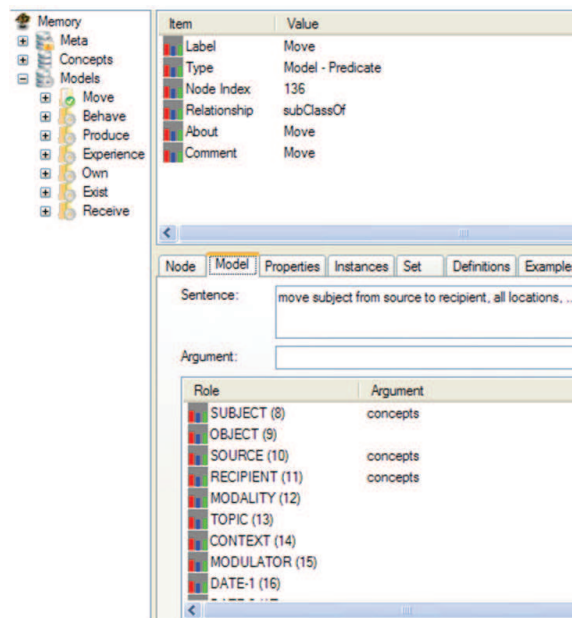 Memory
Meta
Concepts
Models
Move
Behave
Produce
Experience
Own
Exist
Receive
Item Value
Label Move
Type Model - Predicate
Node Index 136
Relationship subClassOf
About Move
Comment Move
Node Model Properties Instances Set Definitions Example
Sentence: move subject from source to recipient, all locations, ...
Argument:
Role Argument
SUBJECT (8) concepts
OBJECT (9)
SOURCE (10) concepts
RECIPIENT (11) concepts
MODALITY (12)
TOPIC (13)
CONTEXT (14)
MODULATOR (15)
DATE-1 (16)